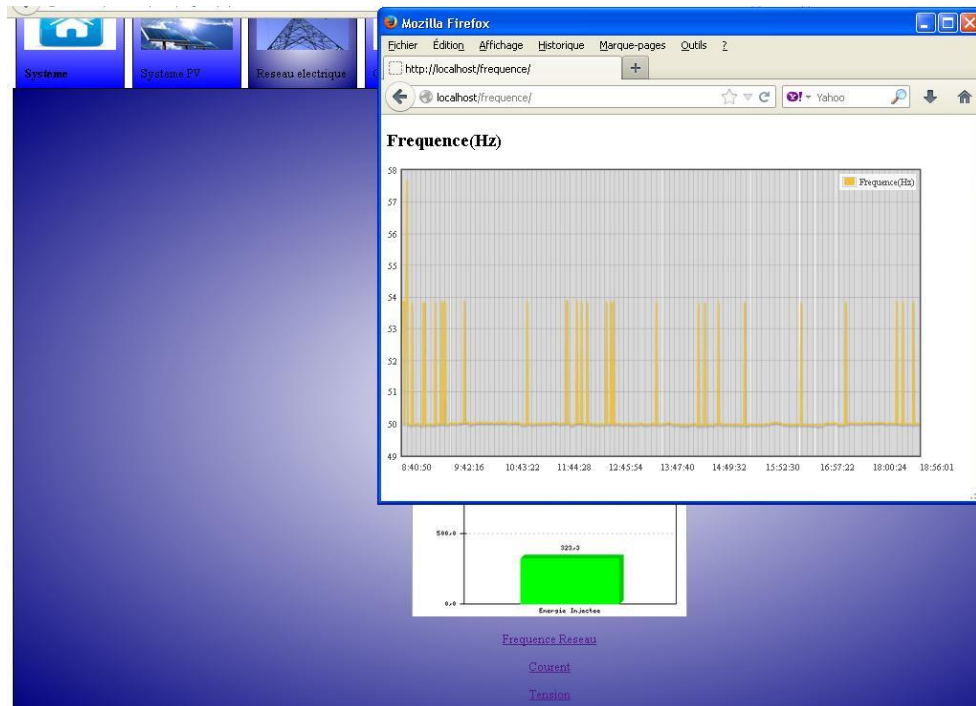 Mozilla Firefox
Fichier Édition Affichage Historique Marque-pages Outils ?
http://localhost/frequence/
localhost/frequence/
Yahoo
Systeme
Systeme PV
Reseau electrique
Frequence(Hz)
Frequence(Hz)
58
57
56
55
54
53
52
51
50
49
8:40:50 9:42:16 10:43:22 11:44:28 12:45:54 13:47:40 14:49:32 15:52:30 16:57:22 18:00:24 18:56:01
500,0
323,3
0,0
Energie Injectee
Frequence Reseau
Courent
Tension